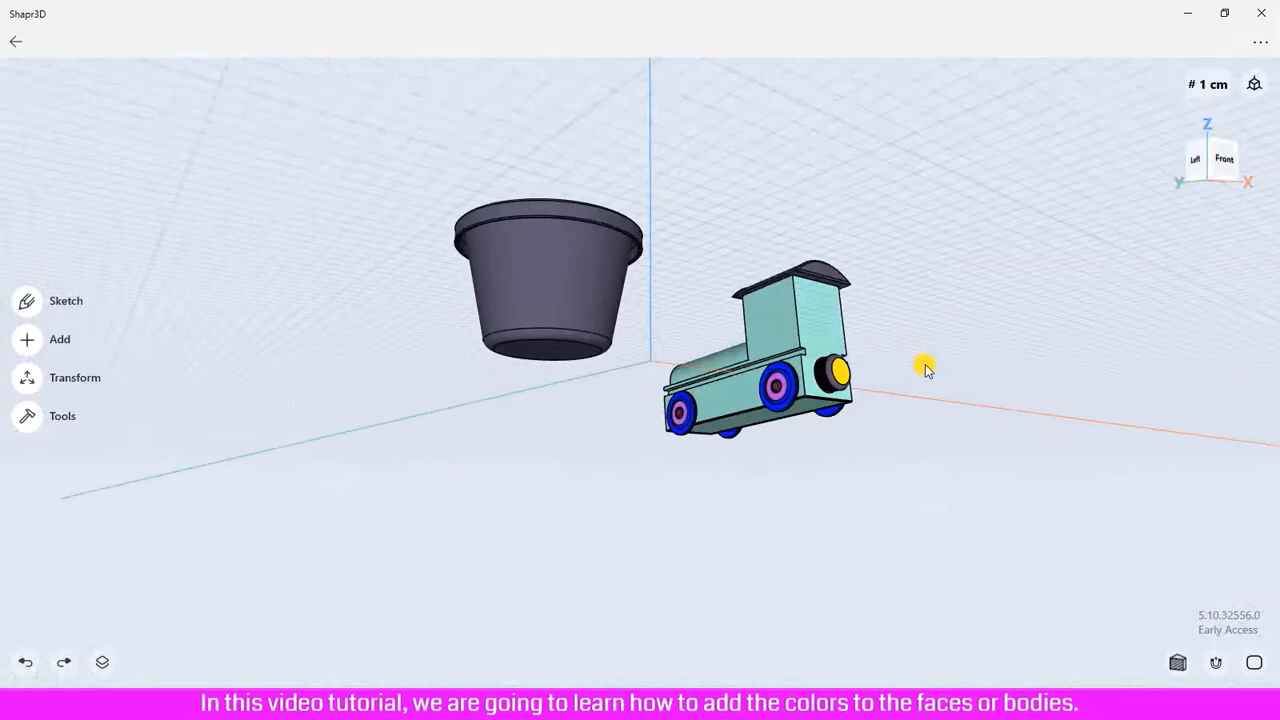 Shapr3D
# 1 cm
Z
Left
Front
Y
X
Sketch
Add
Transform
Tools
5.10.32556.0
Early Access
In this video tutorial, we are going to learn how to add the colors to the faces or bodies.